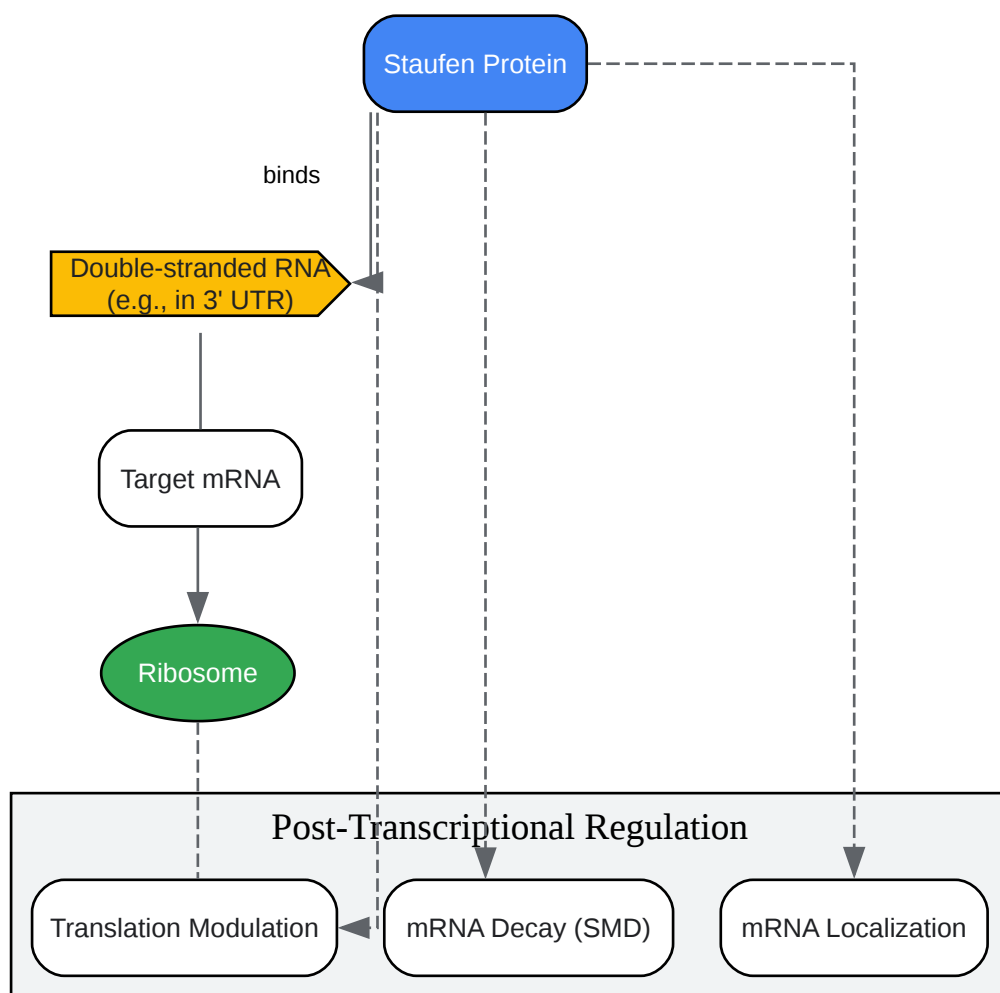 Staufen Protein
binds
Double-stranded RNA
(e.g., in 3' UTR)
Target mRNA
Ribosome
Post-Transcriptional Regulation
Translation Modulation
mRNA Decay (SMD)
mRNA Localization